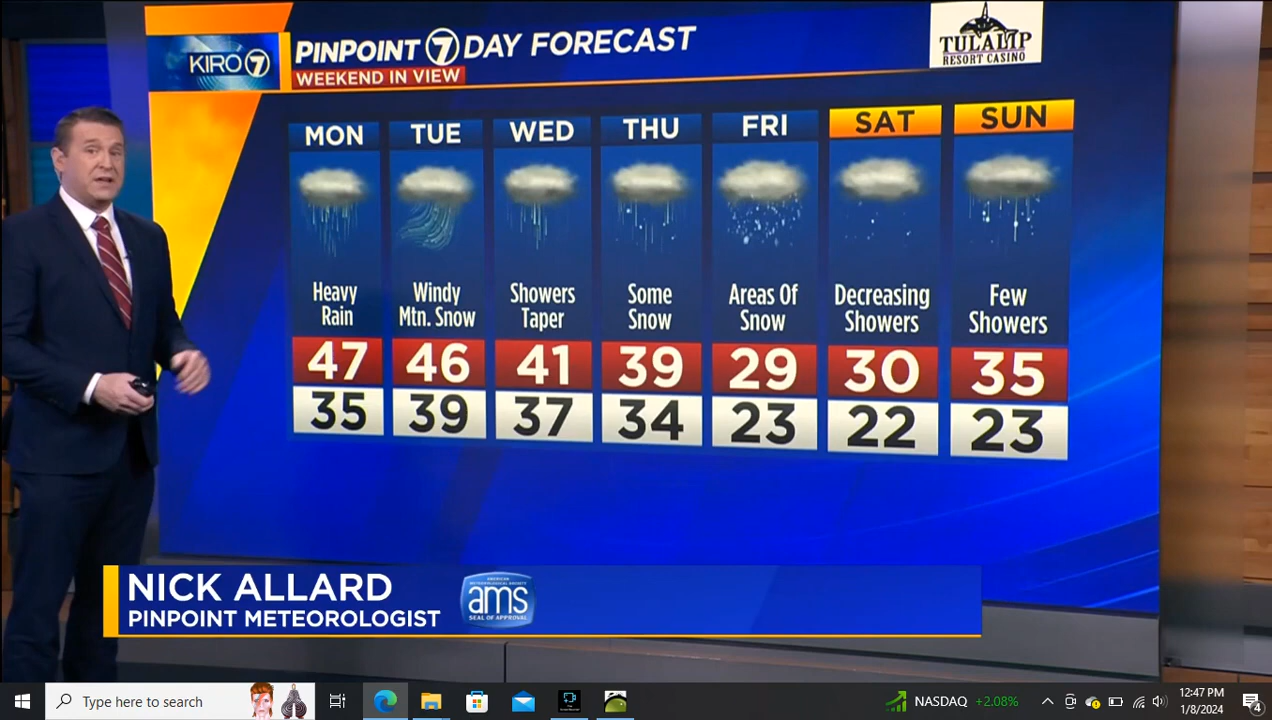 KIRO 7
PINPOINT 7 DAY FORECAST
WEEKEND IN VIEW
TULALIP
RESORT CASINO
MON
TUE
WED
THU
FRI
SAT
SUN
Heavy
Rain
Windy
Mtn. Snow
Showers
Taper
Some
Snow
Areas Of
Snow
Decreasing
Showers
Few
Showers
47
46
41
39
29
30
35
35
39
37
34
23
22
23
NICK ALLARD
PINPOINT METEOROLOGIST
AMERICAN
METEOROLOGICAL SOCIETY
ams
SEAL OF APPROVAL
Type here to search
NASDAQ +2.08%
12:47 PM
1/8/2024
4